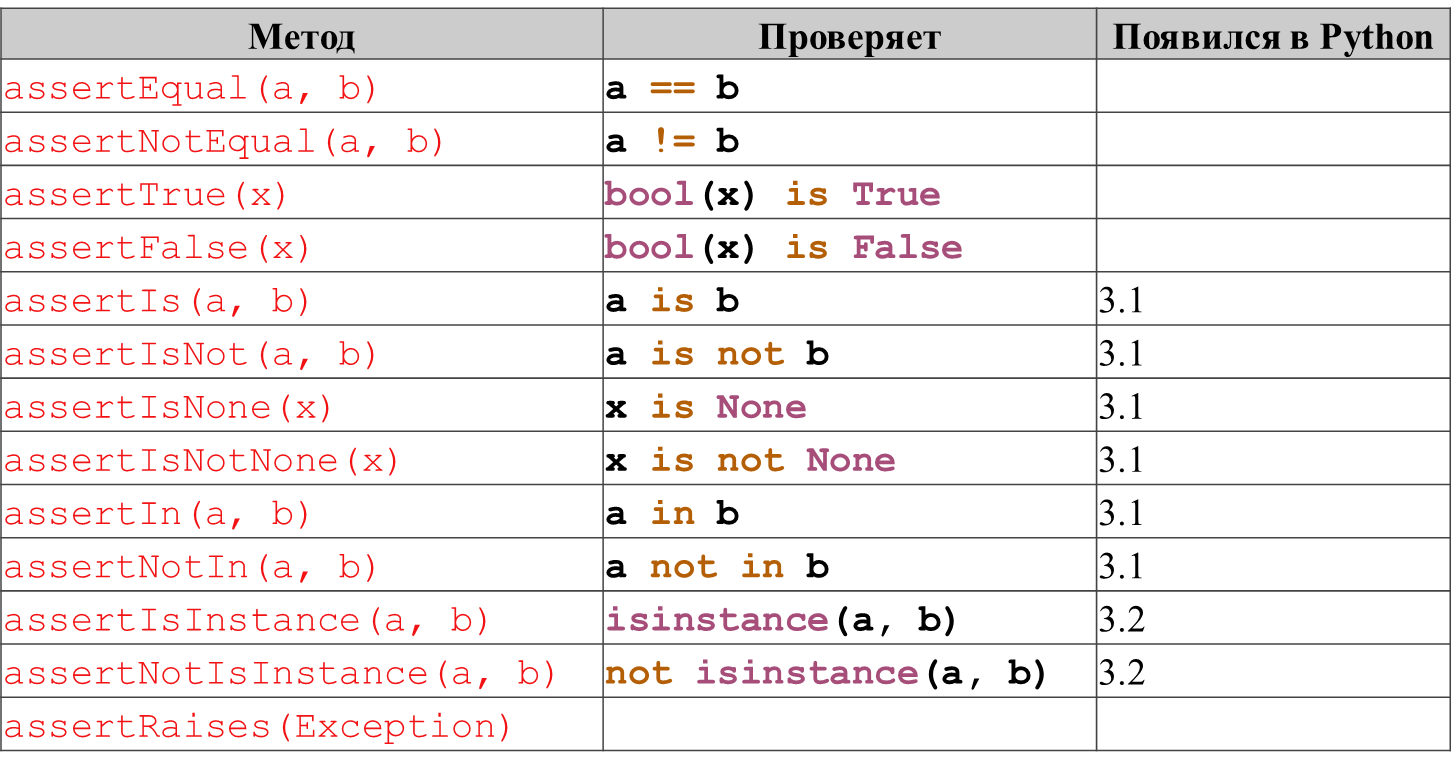 Метод Проверяет Появился в Python
assertEqual(a, b) a == b
assertNotEqual(a, b) a != b
assertTrue(x) bool(x) is True
assertFalse(x) bool(x) is False
assertIs(a, b) a is b 3.1
assertIsNot(a, b) a is not b 3.1
assertIsNone(x) x is None 3.1
assertIsNotNone(x) x is not None 3.1
assertIn(a, b) a in b 3.1
assertNotIn(a, b) a not in b 3.1
assertIsInstance(a, b) isinstance(a, b) 3.2
assertNotIsInstance(a, b) not isinstance(a, b) 3.2
assertRaises(Exception)